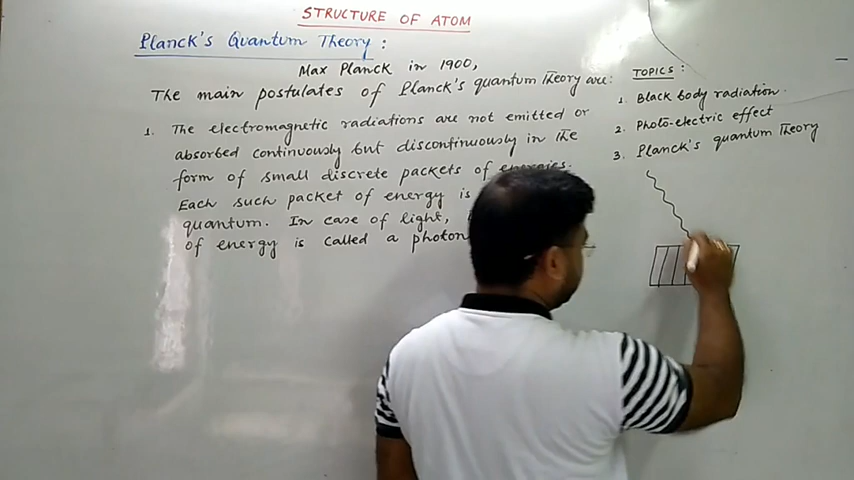 STRUCTURE OF ATOM
Planck's Quantum Theory :
Max Planck in 1900,
The main postulates of Planck's quantum theory are:
1. The electromagnetic radiations are not emitted or
absorbed continuously but discontinuously in the
form of small discrete packets of energies.
Each such packet of energy is
quantum. In case of light,
of energy is called a photon
TOPICS :
1. Black body radiation.
2. Photo-electric effect
3. Planck's quantum theory